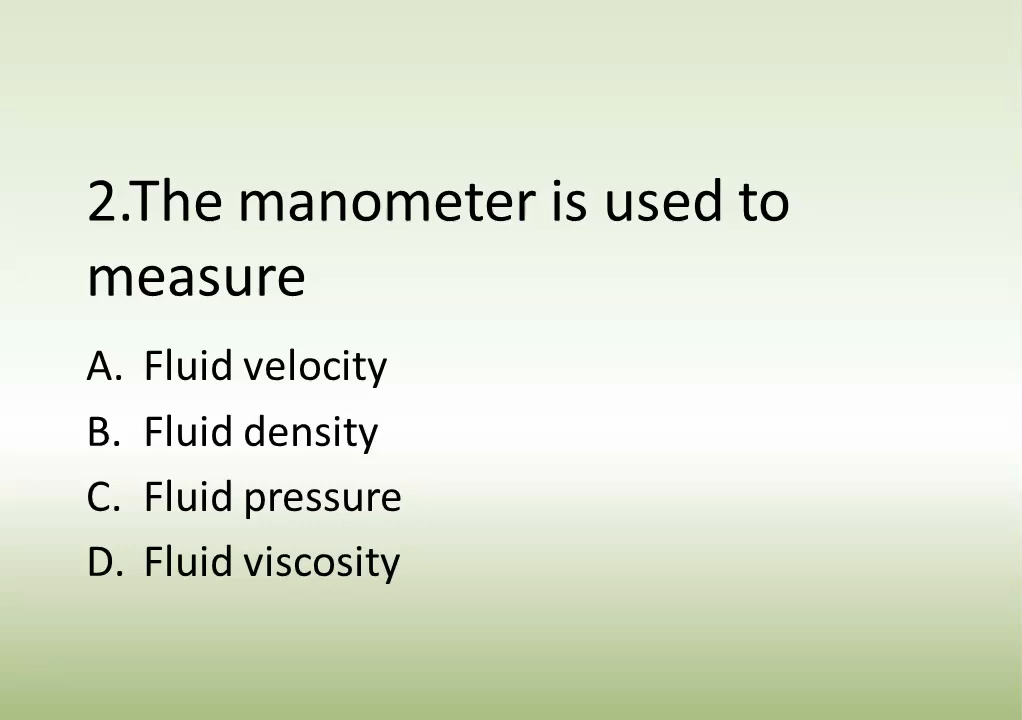 2.The manometer is used to
measure
A. Fluid velocity
B. Fluid density
C. Fluid pressure
D. Fluid viscosity